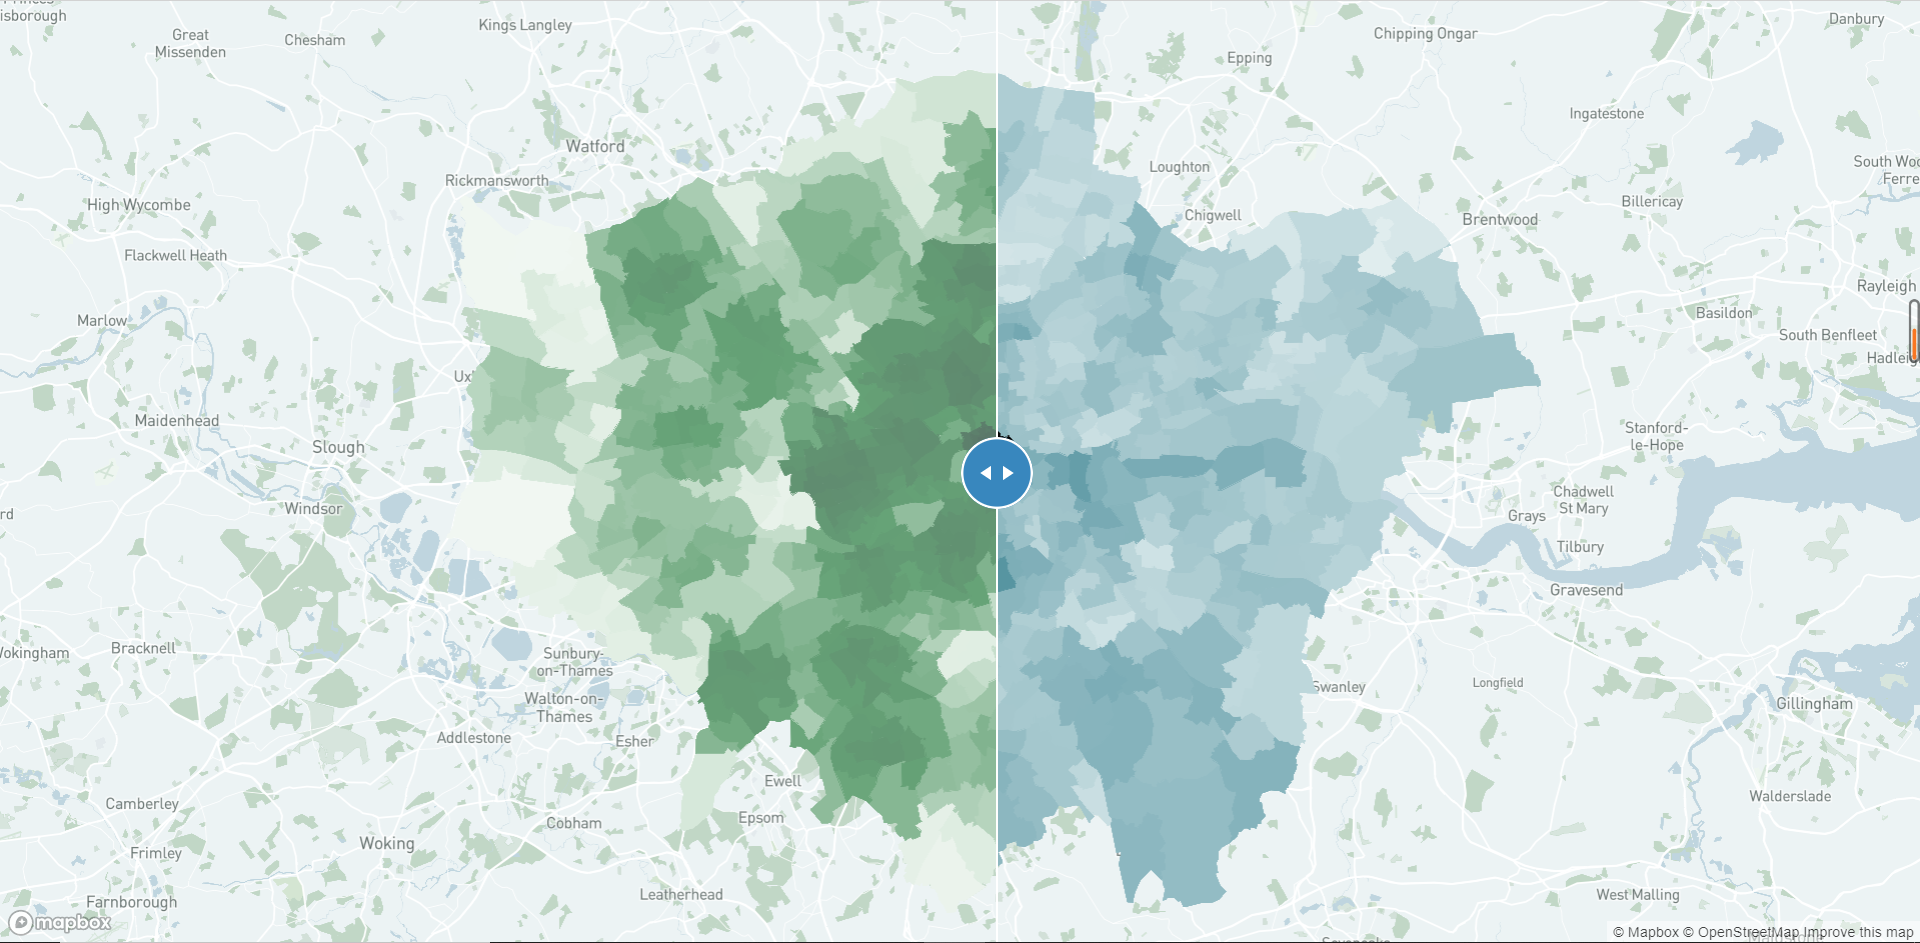 isborough
Great
Missenden
Chesham
Kings Langley
Epping
Chipping Ongar
Danbury
Watford
Ingatestone
Loughton
Rickmansworth
High Wycombe
Chigwell
Brentwood
Billericay
South Woo
Ferre
Flackwell Heath
Rayleigh
Marlow
Basildon
South Benfleet
Hadleig
Ux
Maidenhead
Slough
Stanford-
le-Hope
Windsor
rd
Chadwell
St Mary
Grays
Tilbury
Gravesend
Bracknell
Vokingham
Sunbury-
on-Thames
Walton-on-
Thames
Swanley
Longfield
Gillingham
Addlestone
Esher
Ewell
Camberley
Epsom
Cobham
Walderslade
Woking
Frimley
Leatherhead
West Malling
Farnborough
mapbox
© Mapbox © OpenStreetMap Improve this map